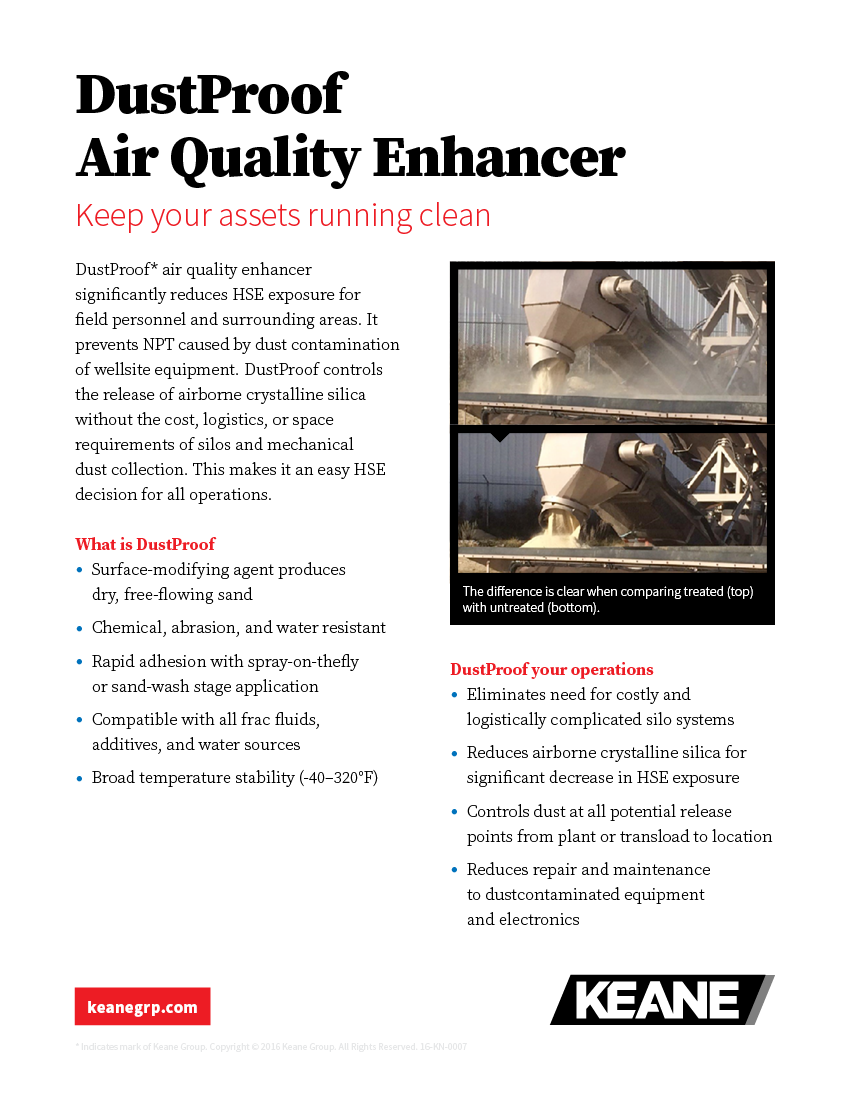 DustProof
Air Quality Enhancer
Keep your assets running clean
DustProof* air quality enhancer
significantly reduces HSE exposure for
field personnel and surrounding areas. It
prevents NPT caused by dust contamination
of wellsite equipment. DustProof controls
the release of airborne crystalline silica
without the cost, logistics, or space
requirements of silos and mechanical
dust collection. This makes it an easy HSE
decision for all operations.
What is DustProof
• Surface-modifying agent produces
dry, free-flowing sand
• Chemical, abrasion, and water resistant
• Rapid adhesion with spray-on-thefly
or sand-wash stage application
• Compatible with all frac fluids,
additives, and water sources
• Broad temperature stability (-40–320°F)
The difference is clear when comparing treated (top)
with untreated (bottom).
DustProof your operations
• Eliminates need for costly and
logistically complicated silo systems
• Reduces airborne crystalline silica for
significant decrease in HSE exposure
• Controls dust at all potential release
points from plant or transload to location
• Reduces repair and maintenance
to dustcontaminated equipment
and electronics
keanegrp.com
KEANE
* Indicates mark of Keane Group. Copyright © 2016 Keane Group. All Rights Reserved. 16-KN-0007